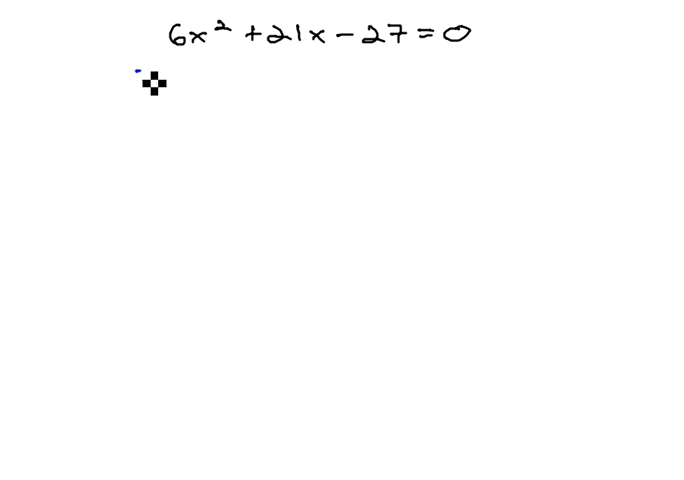 6x² + 21x - 27 = 0